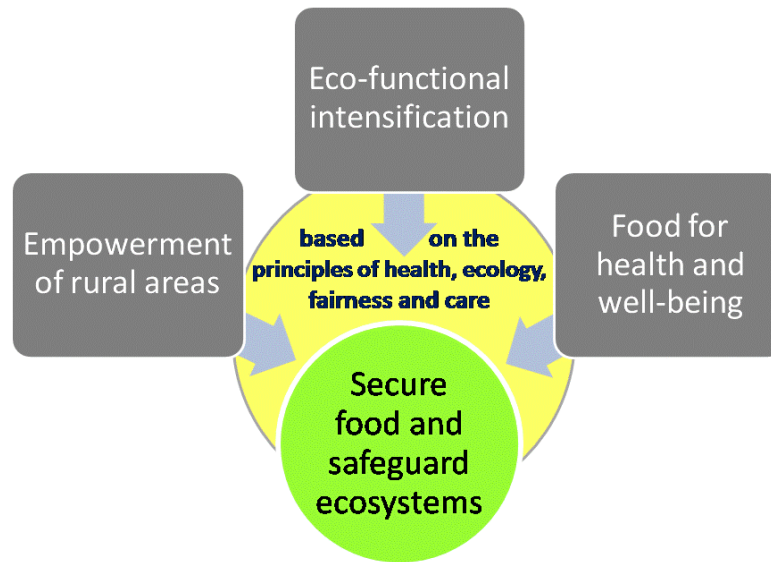 Eco-functional
intensification
Empowerment
of rural areas
Food for
health and
well-being
based on the
principles of health, ecology,
fairness and care
Secure
food and
safeguard
ecosystems